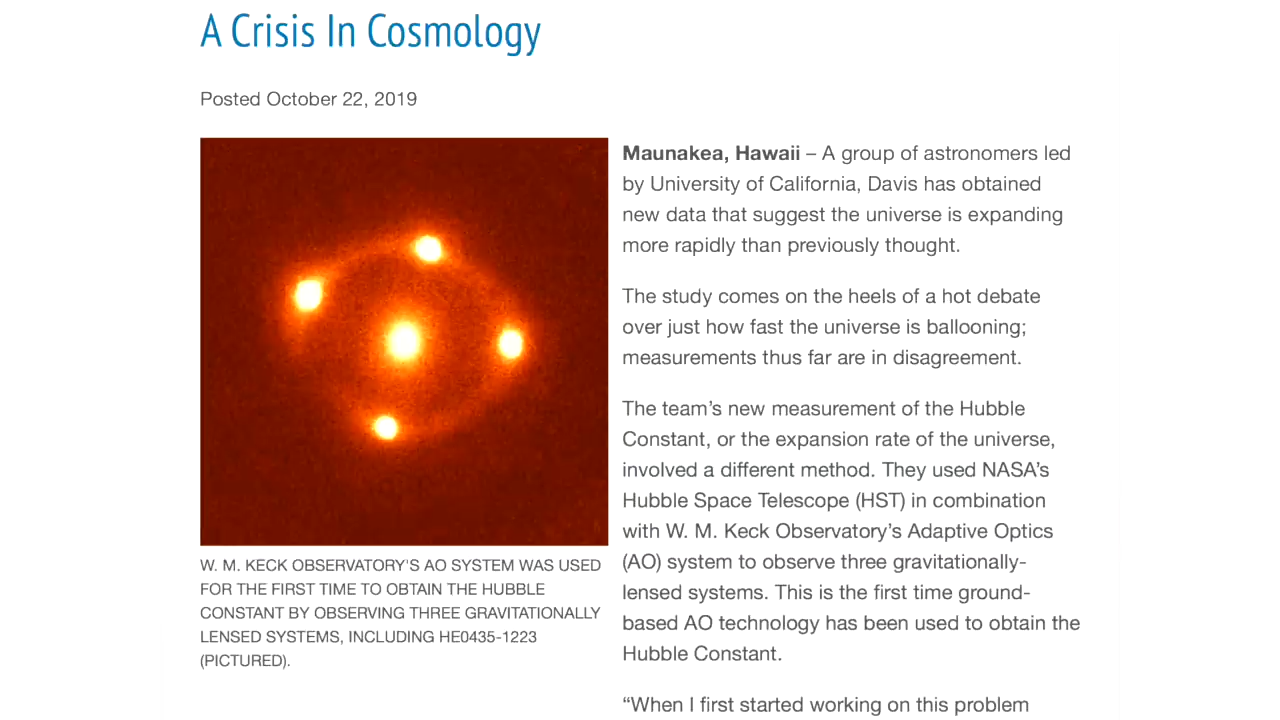 A Crisis In Cosmology
Posted October 22, 2019
Maunakea, Hawaii – A group of astronomers led
by University of California, Davis has obtained
new data that suggest the universe is expanding
more rapidly than previously thought.
The study comes on the heels of a hot debate
over just how fast the universe is ballooning;
measurements thus far are in disagreement.
The team’s new measurement of the Hubble
Constant, or the expansion rate of the universe,
involved a different method. They used NASA’s
Hubble Space Telescope (HST) in combination
with W. M. Keck Observatory’s Adaptive Optics
(AO) system to observe three gravitationally-
lensed systems. This is the first time ground-
based AO technology has been used to obtain the
Hubble Constant.
“When I first started working on this problem
W. M. KECK OBSERVATORY'S AO SYSTEM WAS USED
FOR THE FIRST TIME TO OBTAIN THE HUBBLE
CONSTANT BY OBSERVING THREE GRAVITATIONALLY
LENSED SYSTEMS, INCLUDING HE0435-1223
(PICTURED).